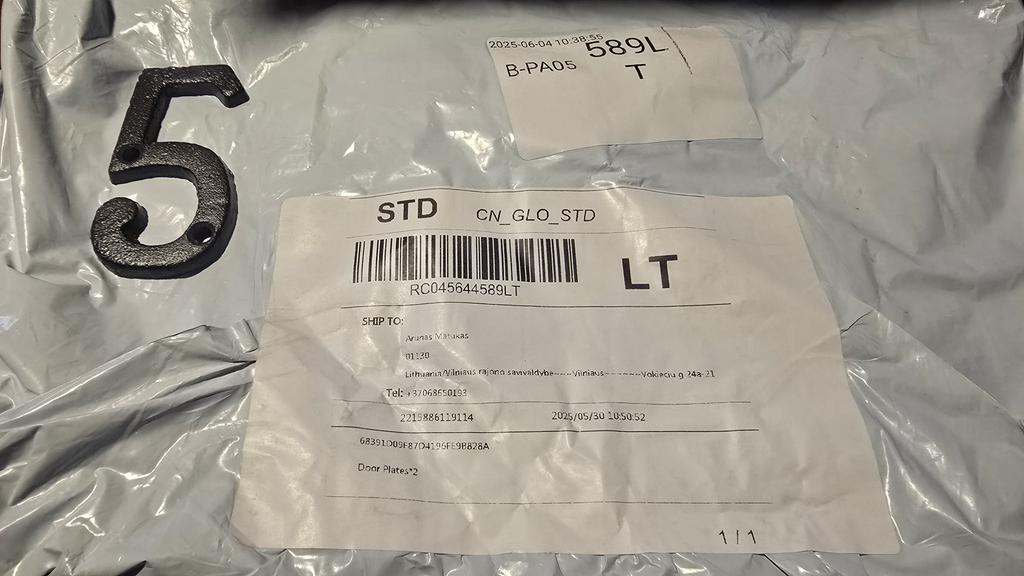 5
2025-06-04 10:38:55
589L
B-PA05
T
STD CN_GLO_STD
RC045644589LT
LT
SHIP TO:
Arunas Matukas
01130
Lithuania/Vilniaus rajono savivaldybe----Vilniaus-------Vokieciu g 24a-21
Tel: +37068650193
2219886119114 2025/05/30 10:50:52
68391D09F87D4196FE9B828A
Door Plates*2
1/1